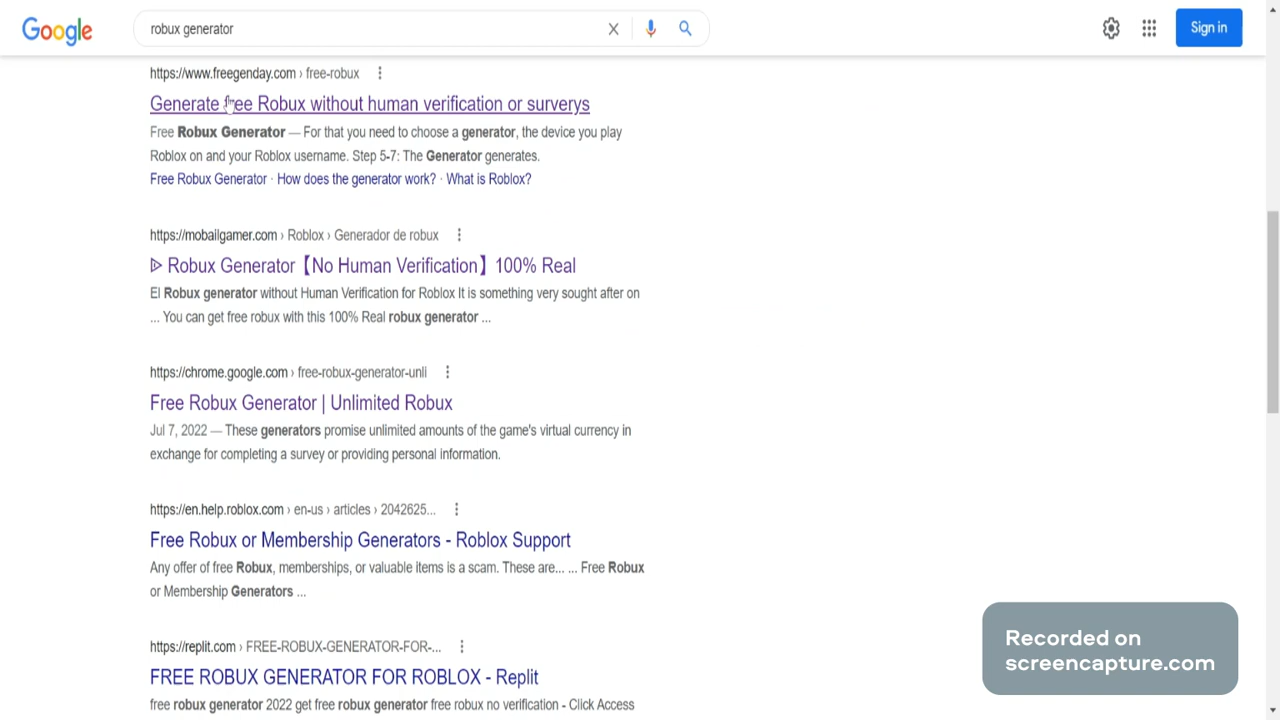 Google
robux generator
Sign in
https://www.freegenday.com › free-robux
Generate free Robux without human verification or surverys
Free Robux Generator — For that you need to choose a generator, the device you play
Roblox on and your Roblox username. Step 5-7: The Generator generates.
Free Robux Generator · How does the generator work? · What is Roblox?
https://mobailgamer.com › Roblox › Generador de robux
ᐈ Robux Generator【No Human Verification】100% Real
El Robux generator without Human Verification for Roblox It is something very sought after on
... You can get free robux with this 100% Real robux generator ...
https://chrome.google.com › free-robux-generator-unli
Free Robux Generator | Unlimited Robux
Jul 7, 2022 — These generators promise unlimited amounts of the game's virtual currency in
exchange for completing a survey or providing personal information.
https://en.help.roblox.com › en-us › articles › 2042625...
Free Robux or Membership Generators - Roblox Support
Any offer of free Robux, memberships, or valuable items is a scam. These are... ... Free Robux
or Membership Generators ...
https://replit.com › FREE-ROBUX-GENERATOR-FOR-...
FREE ROBUX GENERATOR FOR ROBLOX - Replit
free robux generator 2022 get free robux generator free robux no verification - Click Access
Recorded on
screencapture.com